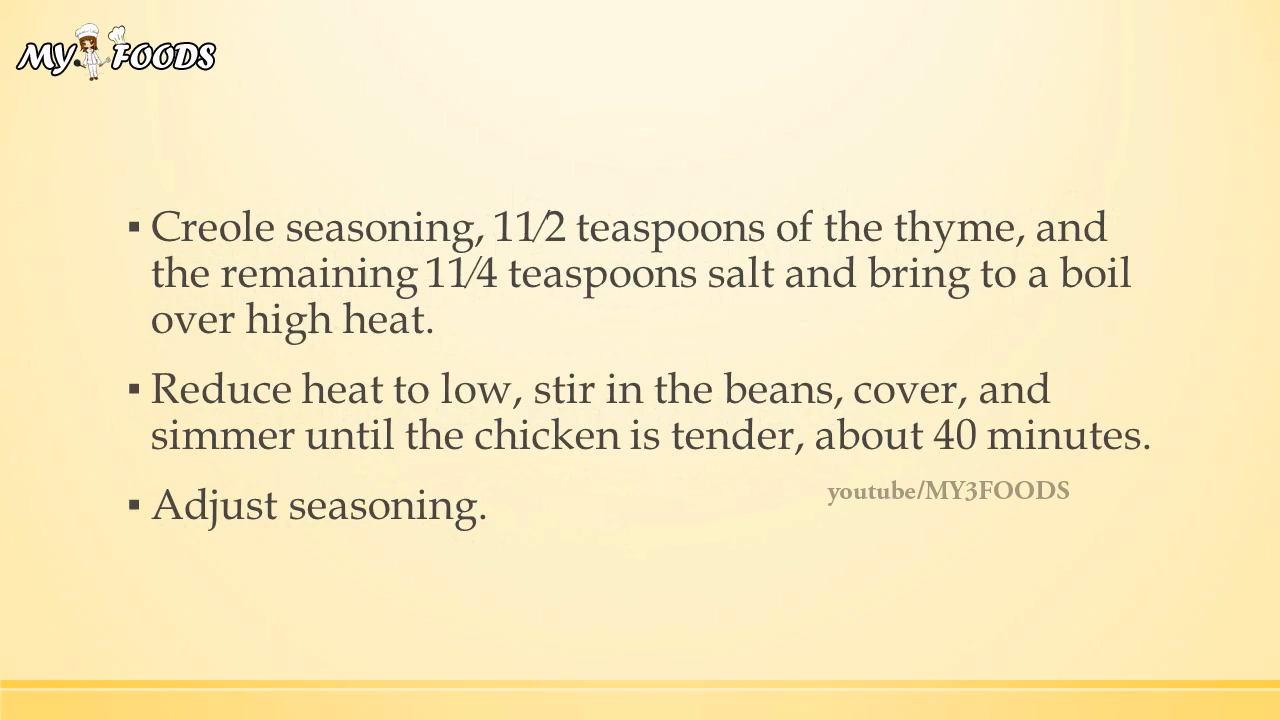 MY FOODS
▪ Creole seasoning, 11⁄2 teaspoons of the thyme, and
the remaining 11⁄4 teaspoons salt and bring to a boil
over high heat.
▪ Reduce heat to low, stir in the beans, cover, and
simmer until the chicken is tender, about 40 minutes.
▪ Adjust seasoning.
youtube/MY3FOODS